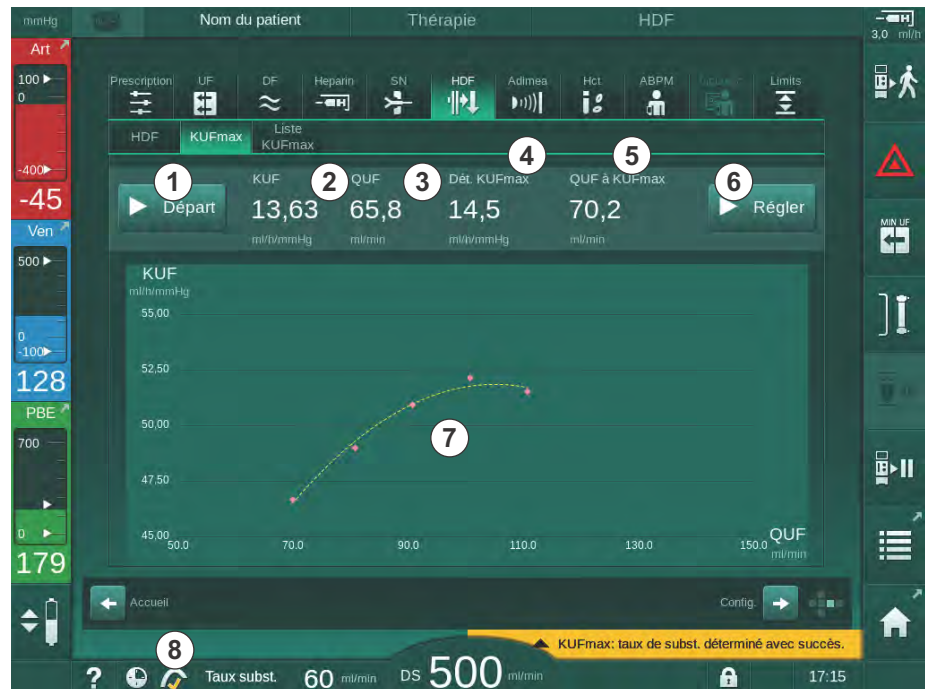 mmHg Nom du patient Thérapie HDF
3,0 ml/h
Art
100
0
-400
-45
Ven
500
0
-100
128
PBE
700
0
179
Prescription UF DF Heparin SN HDF Adimea Hct ABPM Limits
HDF KUFmax Liste KUFmax
1 2 3 4 5 6
Départ
KUF QUF Dét. KUFmax QUF à KUFmax
13,63 65,8 14,5 70,2
ml/h/mmHg ml/min ml/h/mmHg ml/min
Régler
MIN UF
KUF
ml/h/mmHg
55,00
52,50
50,00
47,50
45,00
7
50.0 70.0 90.0 110.0 130.0 150.0
QUF
ml/min
Accueil Config.
KUFmax: taux de subst. déterminé avec succès.
8
? Taux subst. 60 ml/min DS 500 ml/min 17:15